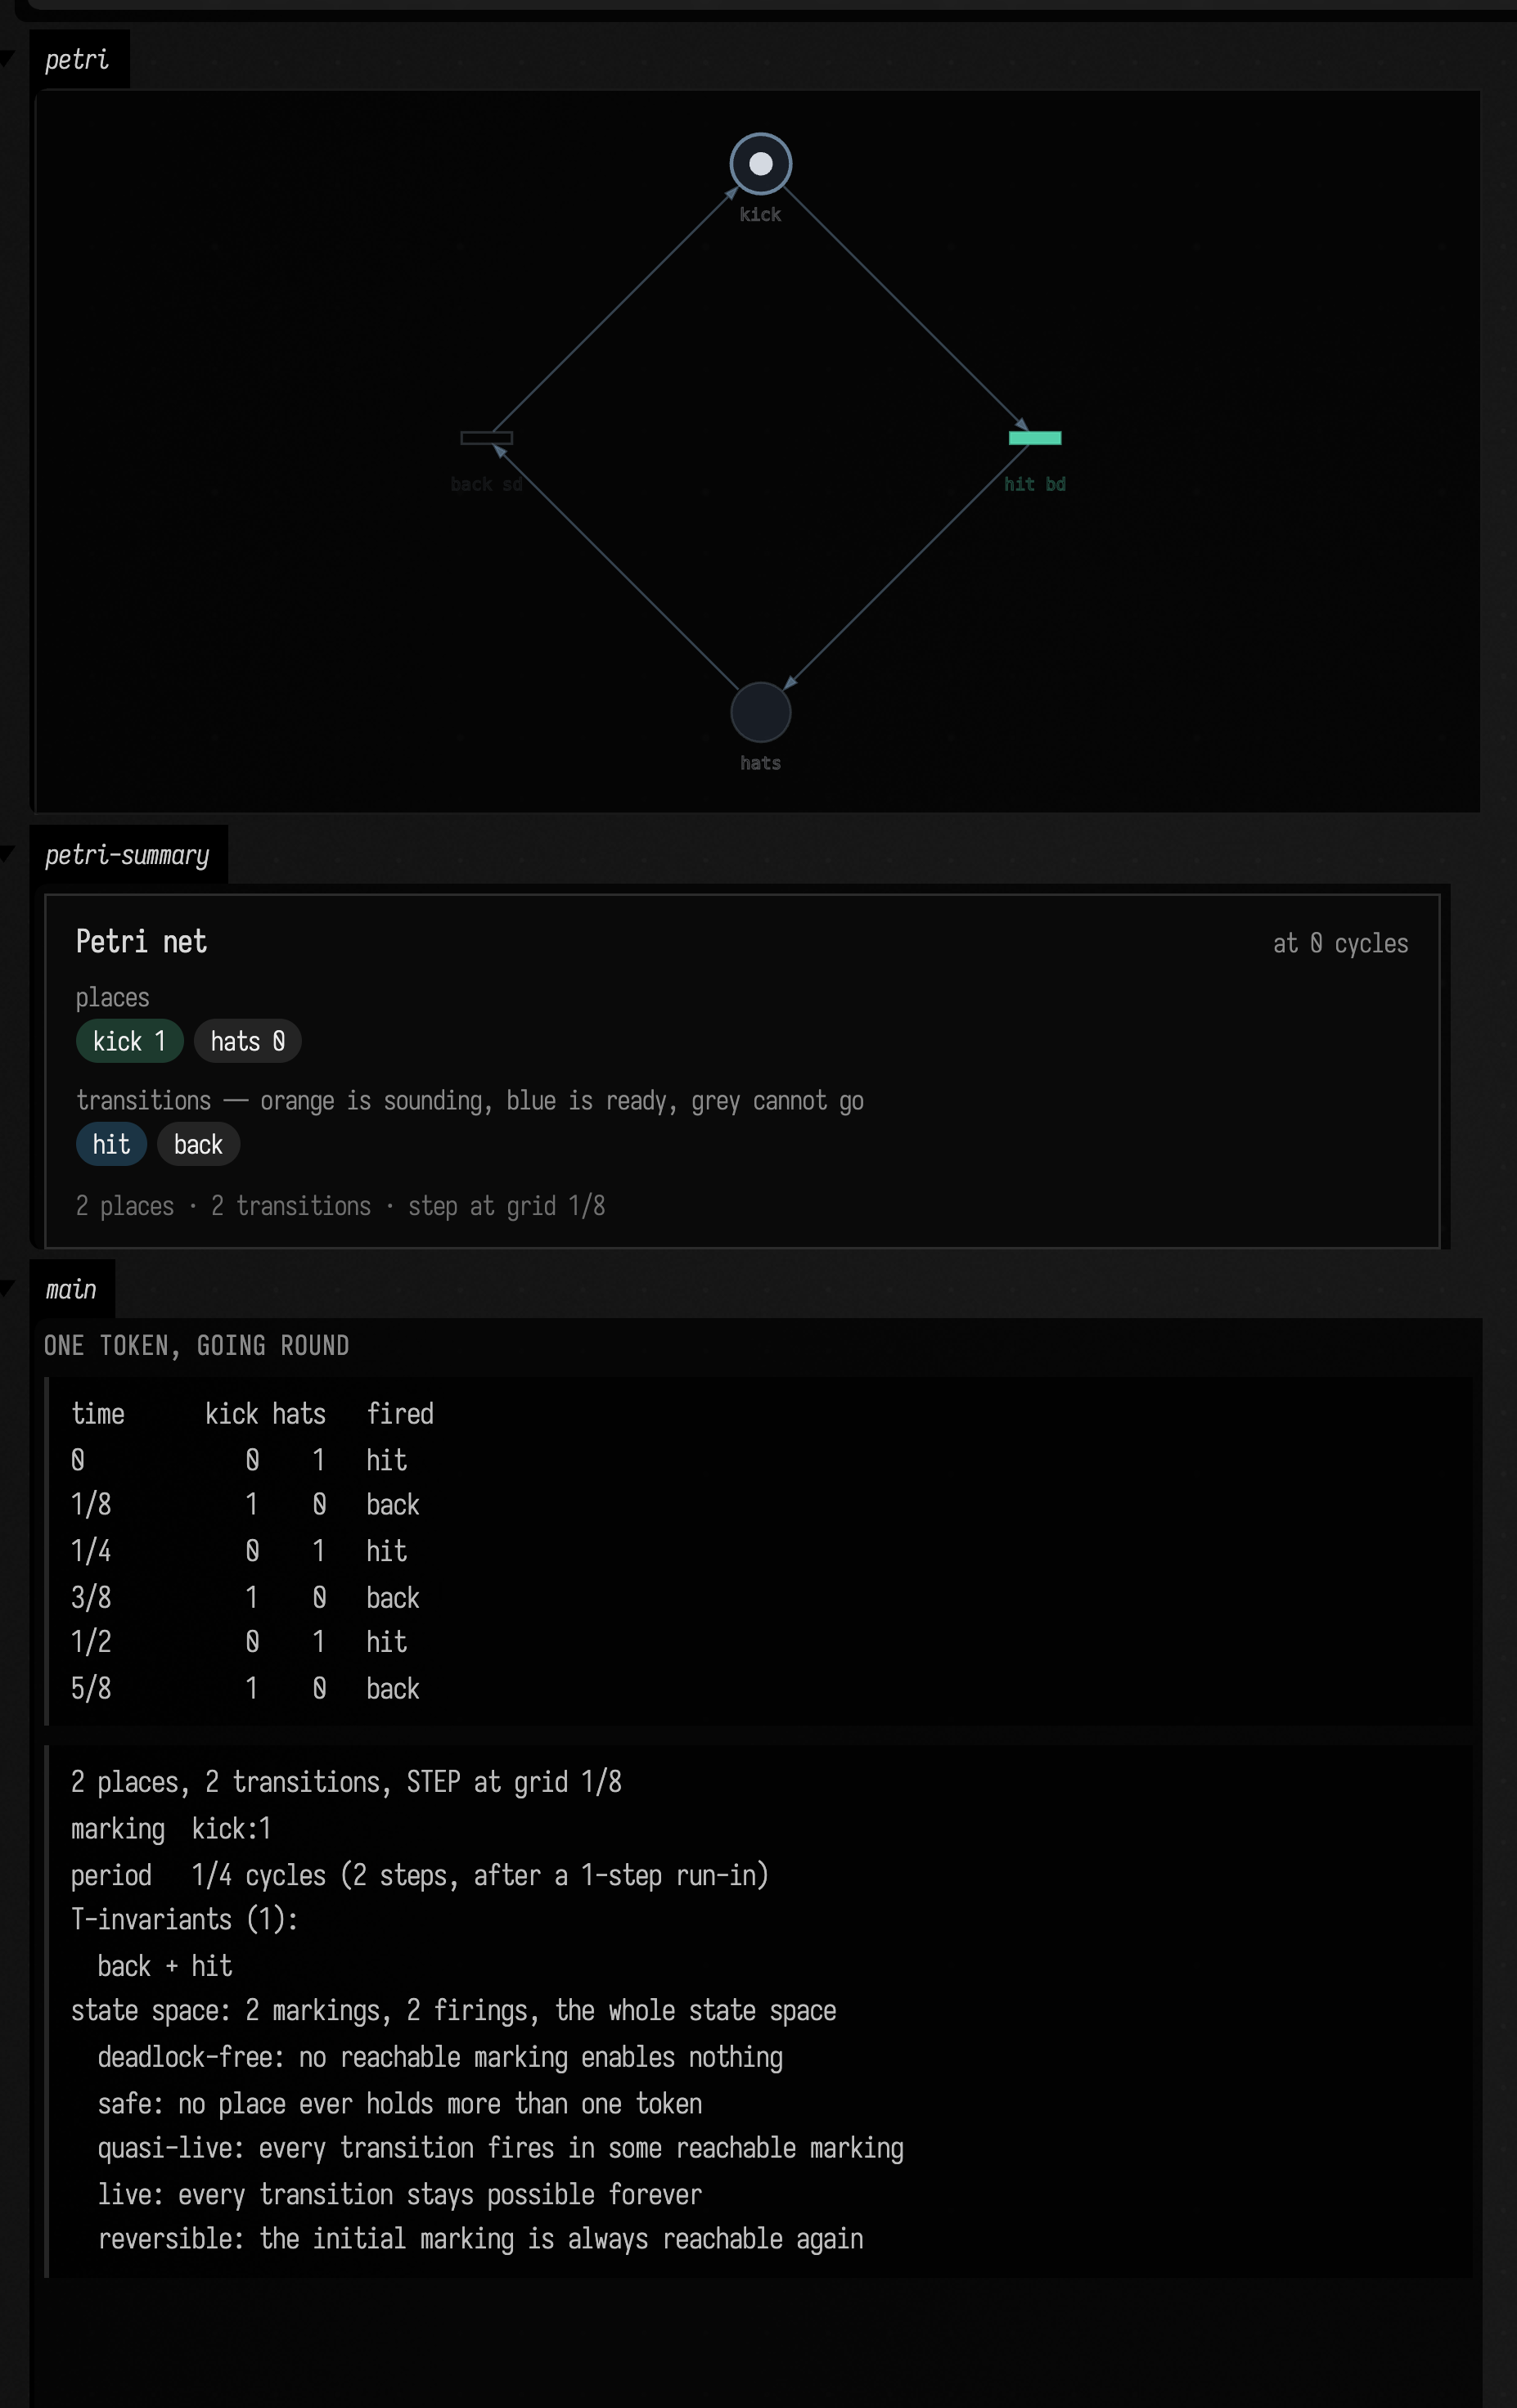 petri
kick
back sd
hit bd
hats
petri-summary
Petri net
at 0 cycles
places
kick 1 hats 0
transitions — orange is sounding, blue is ready, grey cannot go
hit back
2 places · 2 transitions · step at grid 1/8
main
ONE TOKEN, GOING ROUND
time kick hats fired
0 0 1 hit
1/8 1 0 back
1/4 0 1 hit
3/8 1 0 back
1/2 0 1 hit
5/8 1 0 back
2 places, 2 transitions, STEP at grid 1/8
marking kick:1
period 1/4 cycles (2 steps, after a 1-step run-in)
T-invariants (1):
back + hit
state space: 2 markings, 2 firings, the whole state space
deadlock-free: no reachable marking enables nothing
safe: no place ever holds more than one token
quasi-live: every transition fires in some reachable marking
live: every transition stays possible forever
reversible: the initial marking is always reachable again